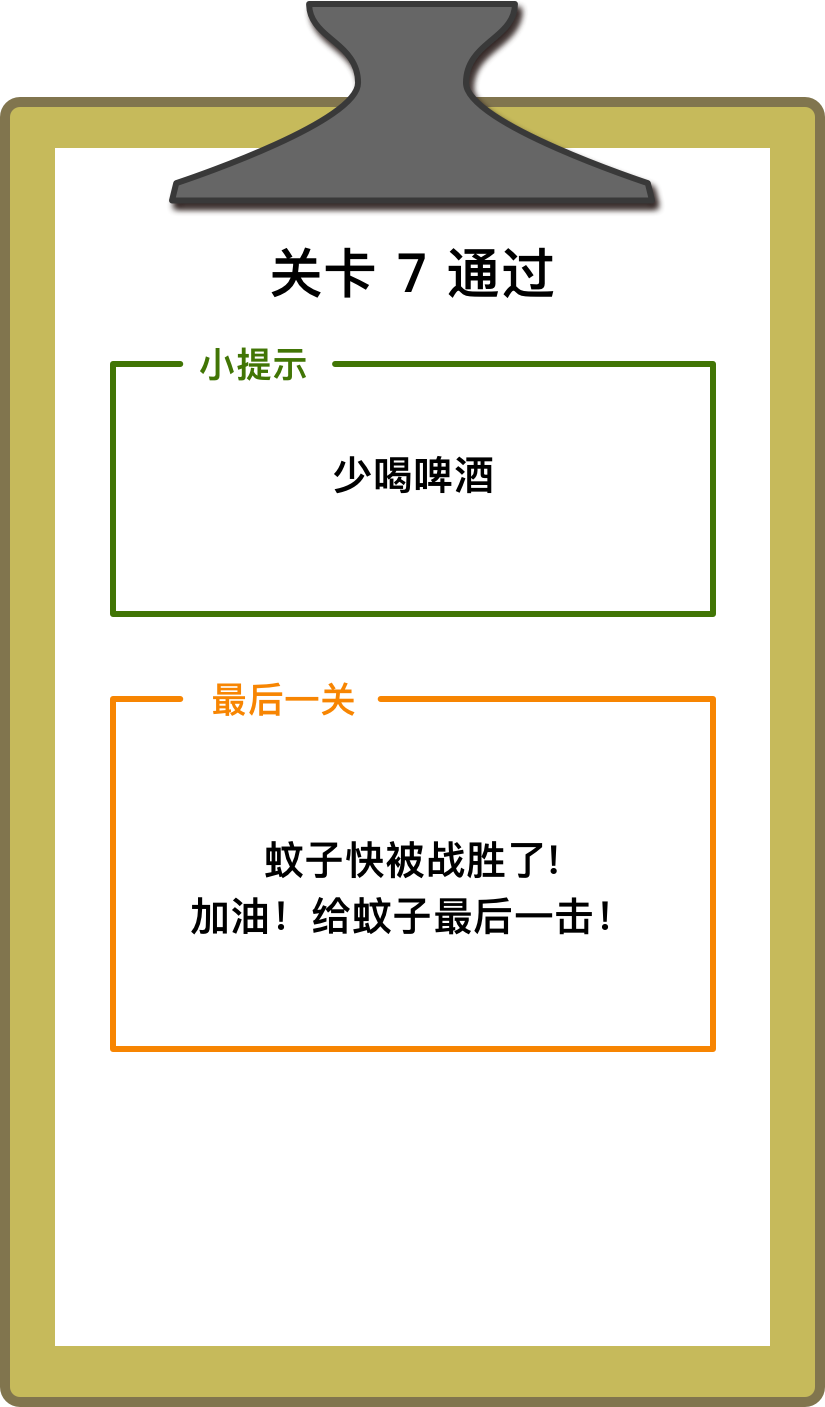 关卡 7 通过
小提示
少喝啤酒
最后一关
蚊子快被战胜了!
加油！给蚊子最后一击！